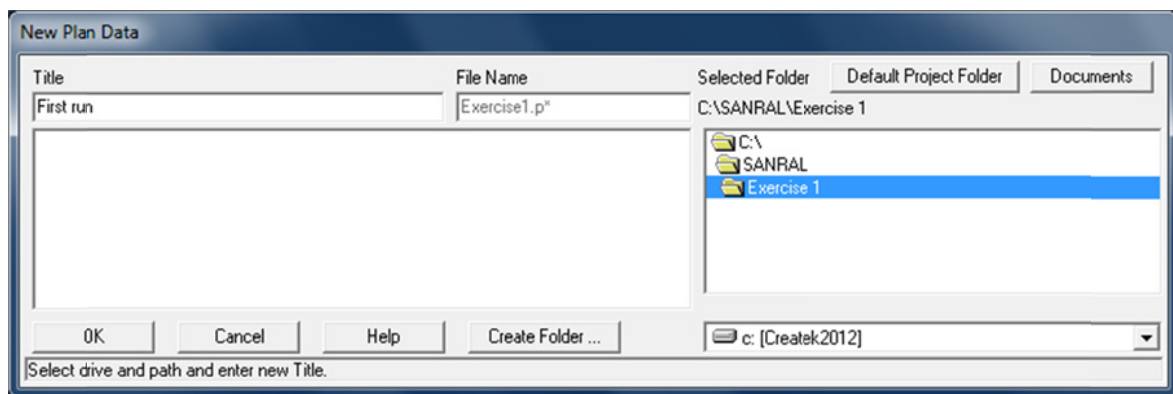 New Plan Data
Title
File Name
Selected Folder
Default Project Folder
Documents
First run
Exercise1.p*
C:\SANRAL\Exercise 1
C:\
SANRAL
Exercise 1
OK
Cancel
Help
Create Folder ...
c: [Createk2012]
Select drive and path and enter new Title.